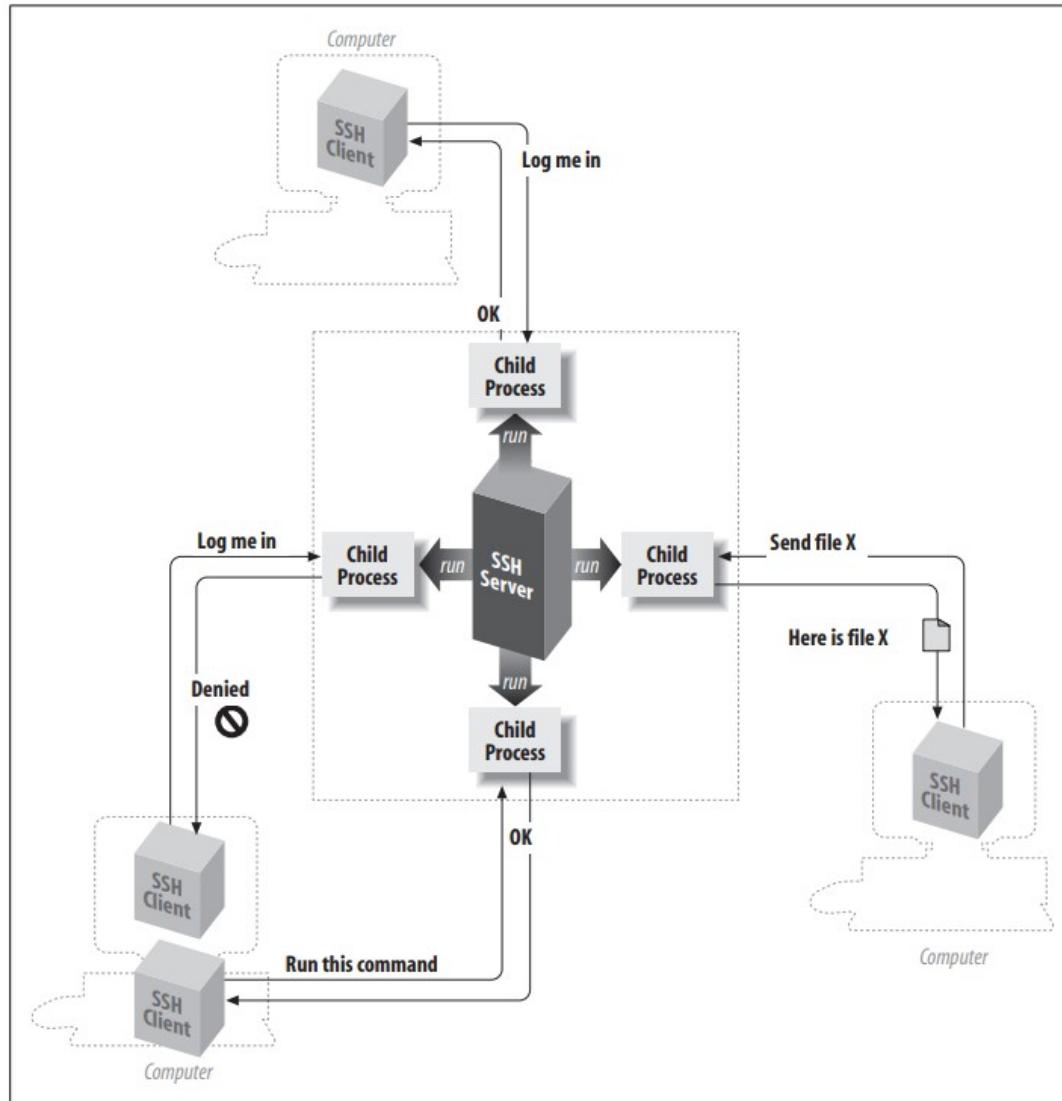 Computer
SSH
Client
Log me in
OK
Child
Process
run
Log me in
Child
Process
run
SSH
Server
run
Child
Process
Send file X
Here is file X
run
Denied
Child
Process
OK
SSH
Client
SSH
Client
Run this command
SSH
Client
Computer
Computer